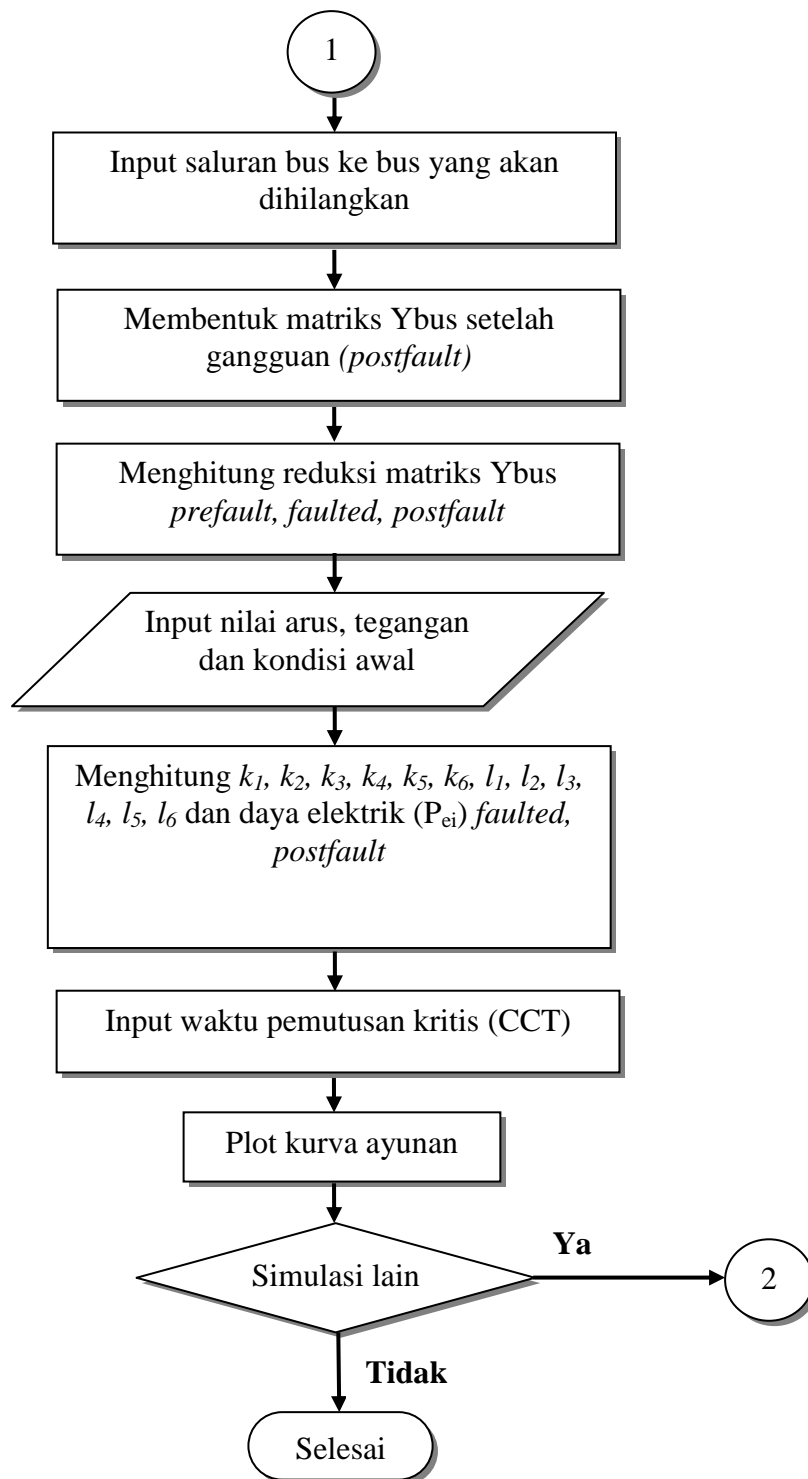 1
Input saluran bus ke bus yang akan
dihilangkan
Membentuk matriks Ybus setelah
gangguan (postfault)
Menghitung reduksi matriks Ybus
prefault, faulted, postfault
Input nilai arus, tegangan
dan kondisi awal
Menghitung k1, k2, k3, k4, k5, k6, l1, l2, l3,
l4, l5, l6 dan daya elektrik (Pei) faulted,
postfault
Input waktu pemutusan kritis (CCT)
Plot kurva ayunan
Simulasi lain
Ya
2
Tidak
Selesai